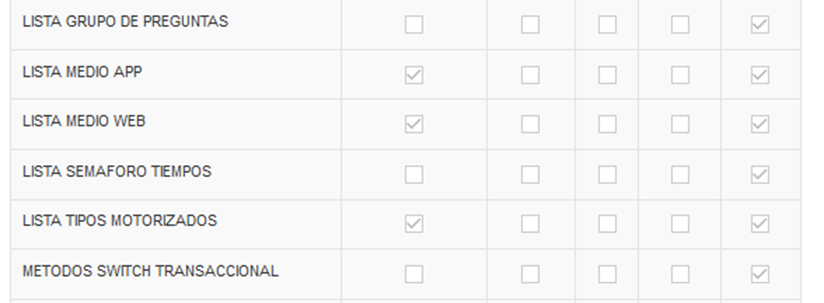 LISTA GRUPO DE PREGUNTAS
LISTA MEDIO APP
LISTA MEDIO WEB
LISTA SEMAFORO TIEMPOS
LISTA TIPOS MOTORIZADOS
METODOS SWITCH TRANSACCIONAL